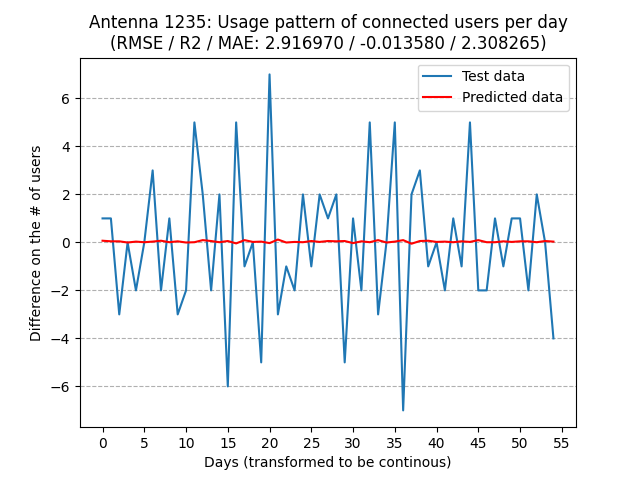 Antenna 1235: Usage pattern of connected users per day
(RMSE / R2 / MAE: 2.916970 / -0.013580 / 2.308265)
Test data
Predicted data
6
4
2
0
−2
−4
−6
Difference on the # of users
0 5 10 15 20 25 30 35 40 45 50 55
Days (transformed to be continous)